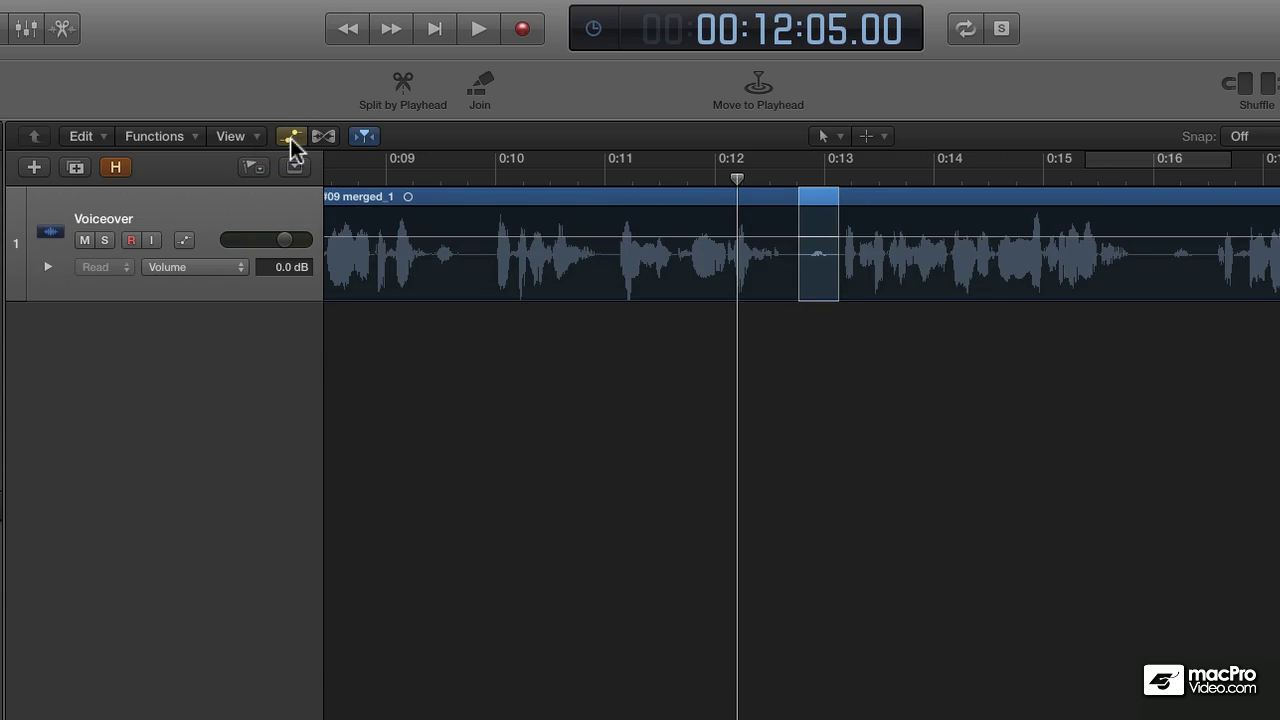 00:00:12:05.00
S
Split by Playhead
Join
Move to Playhead
Shuffle
Edit
Functions
View
Snap:
Off
H
0:09
0:10
0:11
0:12
0:13
0:14
0:15
0:16
#09 merged_1
1
Voiceover
M
S
R
I
Read
Volume
0.0 dB
macPro
Video.com